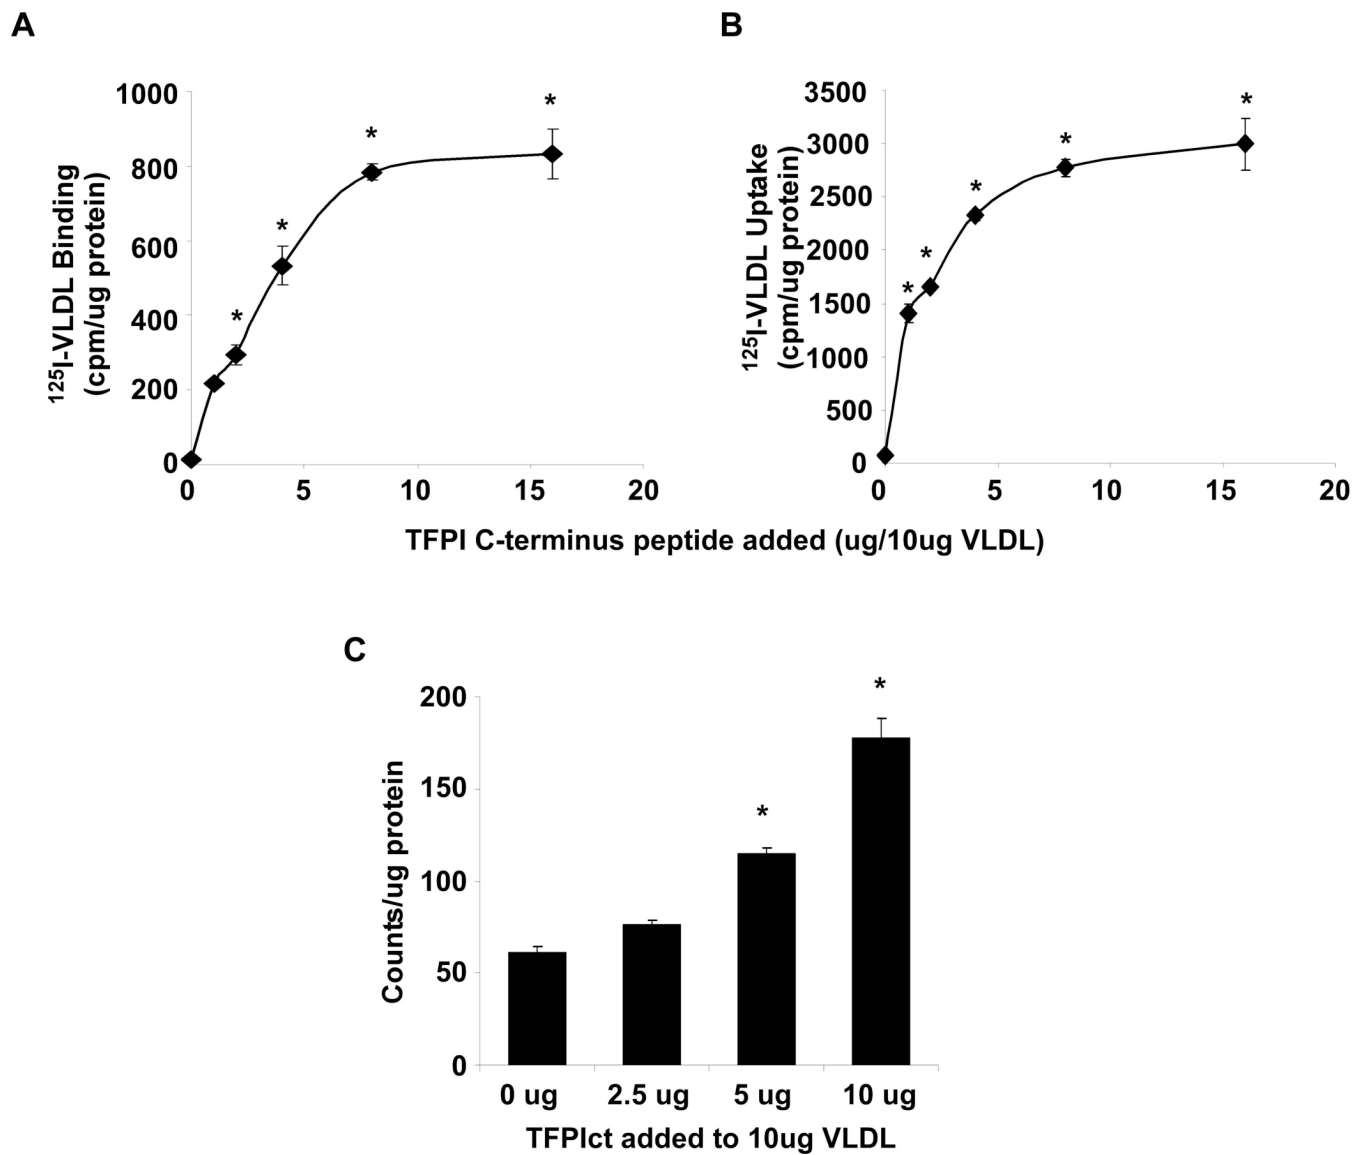 A
B
1000
800
600
400
200
0
0 5 10 15 20
¹²⁵I-VLDL Binding
(cpm/ug protein)
* * * *
3500
3000
2500
2000
1500
1000
500
0
0 5 10 15 20
¹²⁵I-VLDL Uptake
(cpm/ug protein)
* * * * *
TFPI C-terminus peptide added (ug/10ug VLDL)
C
200
150
100
50
0
Counts/ug protein
* *
0 ug 2.5 ug 5 ug 10 ug
TFPIct added to 10ug VLDL